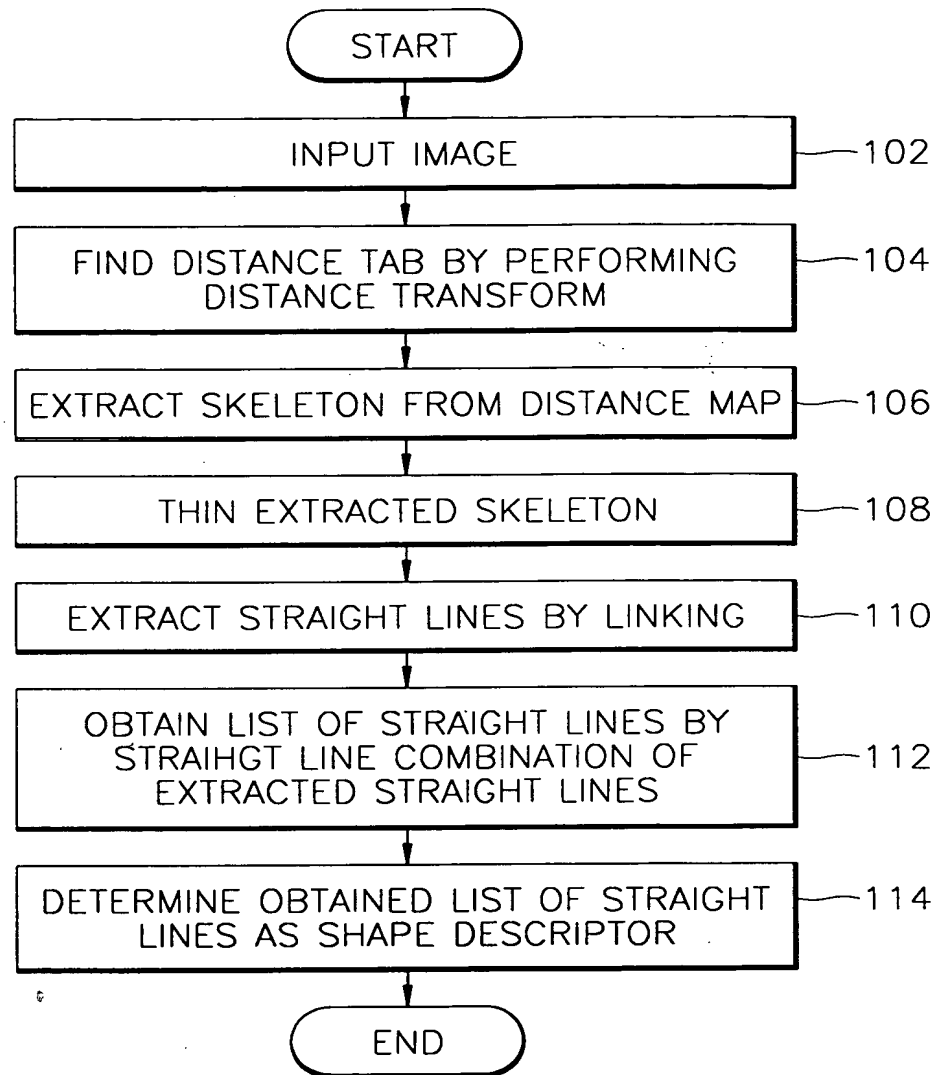 START
INPUT IMAGE
102
FIND DISTANCE TAB BY PERFORMING
DISTANCE TRANSFORM
104
EXTRACT SKELETON FROM DISTANCE MAP
106
THIN EXTRACTED SKELETON
108
EXTRACT STRAIGHT LINES BY LINKING
110
OBTAIN LIST OF STRAIGHT LINES BY
STRAIHGT LINE COMBINATION OF
EXTRACTED STRAIGHT LINES
112
DETERMINE OBTAINED LIST OF STRAIGHT
LINES AS SHAPE DESCRIPTOR
114
END